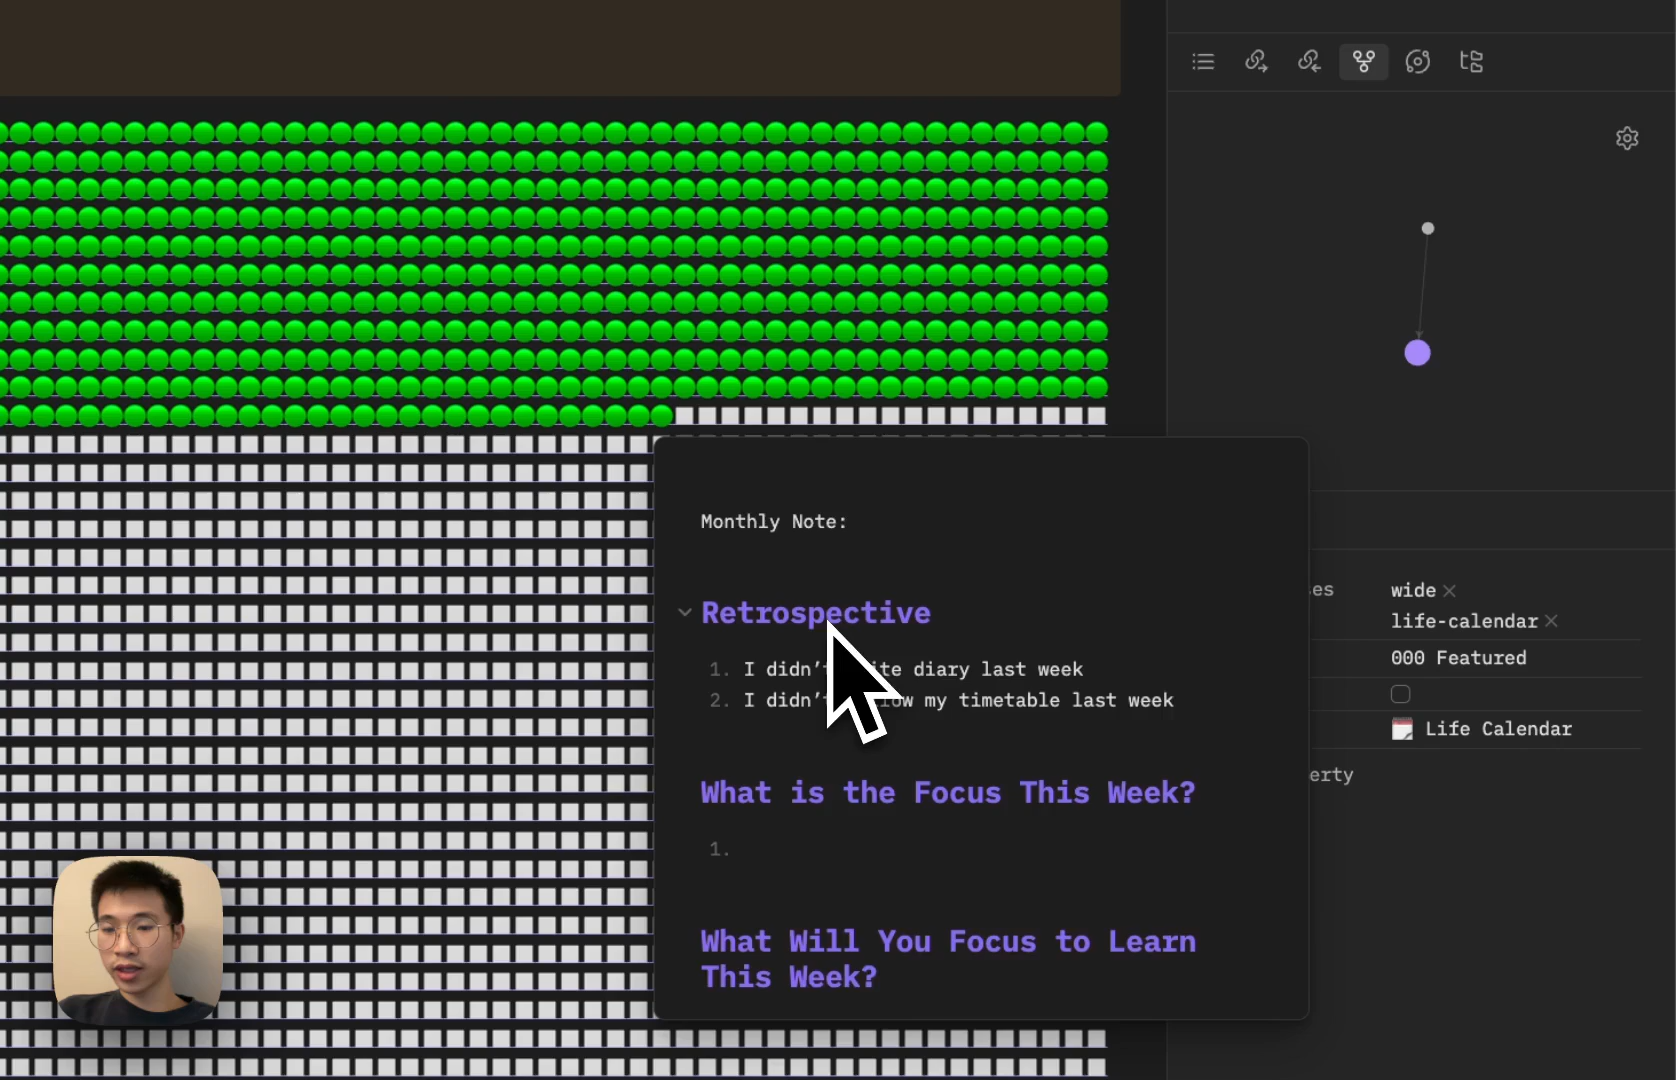 Monthly Note:
Retrospective
1. I didn’ ite diary last week
2. I didn’ ow my timetable last week
What is the Focus This Week?
1.
What Will You Focus to Learn
This Week?
es
wide
life-calendar
000 Featured
Life Calendar
erty